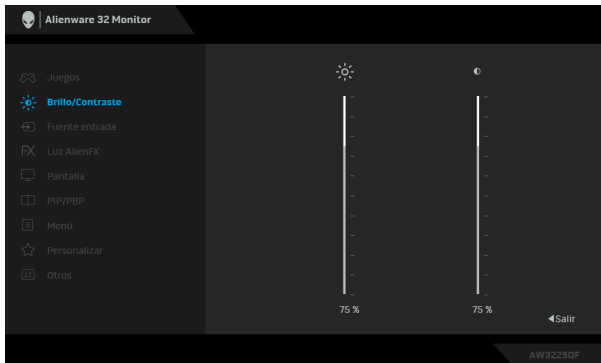 Alienware 32 Monitor
Juegos
Brillo/Contraste
Fuente entrada
FX Luz AlienFX
Pantalla
PIP/PBP
Menú
Personalizar
Otros
75 % 75 %
Salir
AW3225QF